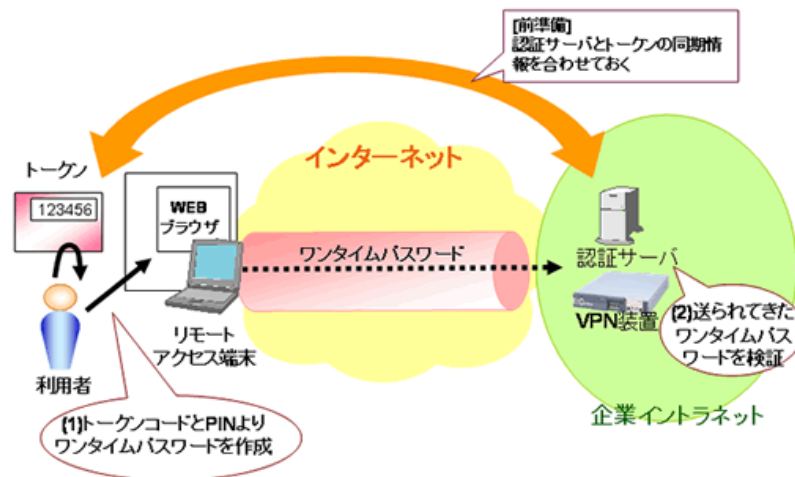 [前準備]
認証サーバとトークンの同期情
報を合わせておく
インターネット
トークン
123456
WEB
ブラウザ
ワンタイムパスワード
認証サーバ
VPN装置
(2)送られてきた
ワンタイムパス
ワードを検証
リモート
アクセス端末
利用者
企業イントラネット
(1)トークンコードとPINより
ワンタイムパスワードを作成